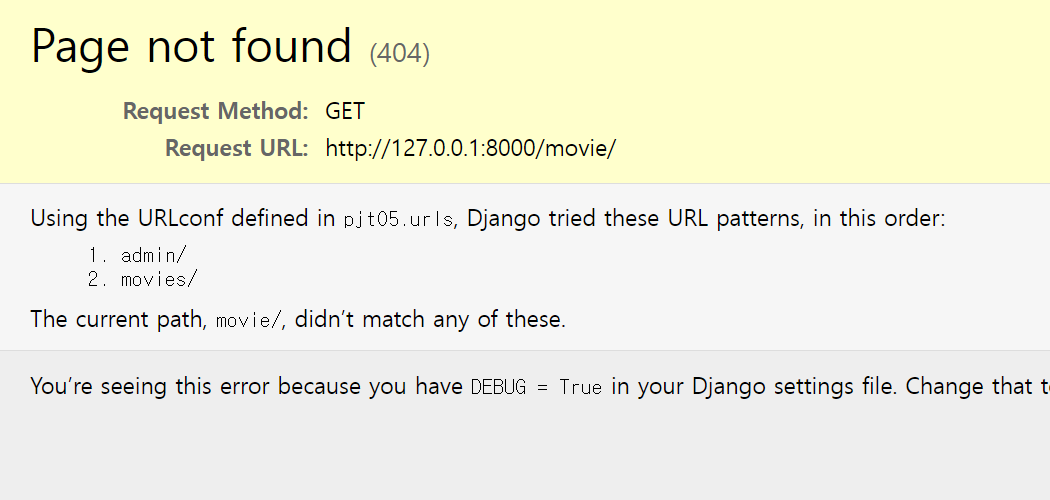 Page not found (404)
Request Method: GET
Request URL: http://127.0.0.1:8000/movie/
Using the URLconf defined in pjt05.urls, Django tried these URL patterns, in this order:
1. admin/
2. movies/
The current path, movie/, didn’t match any of these.
You’re seeing this error because you have DEBUG = True in your Django settings file. Change that